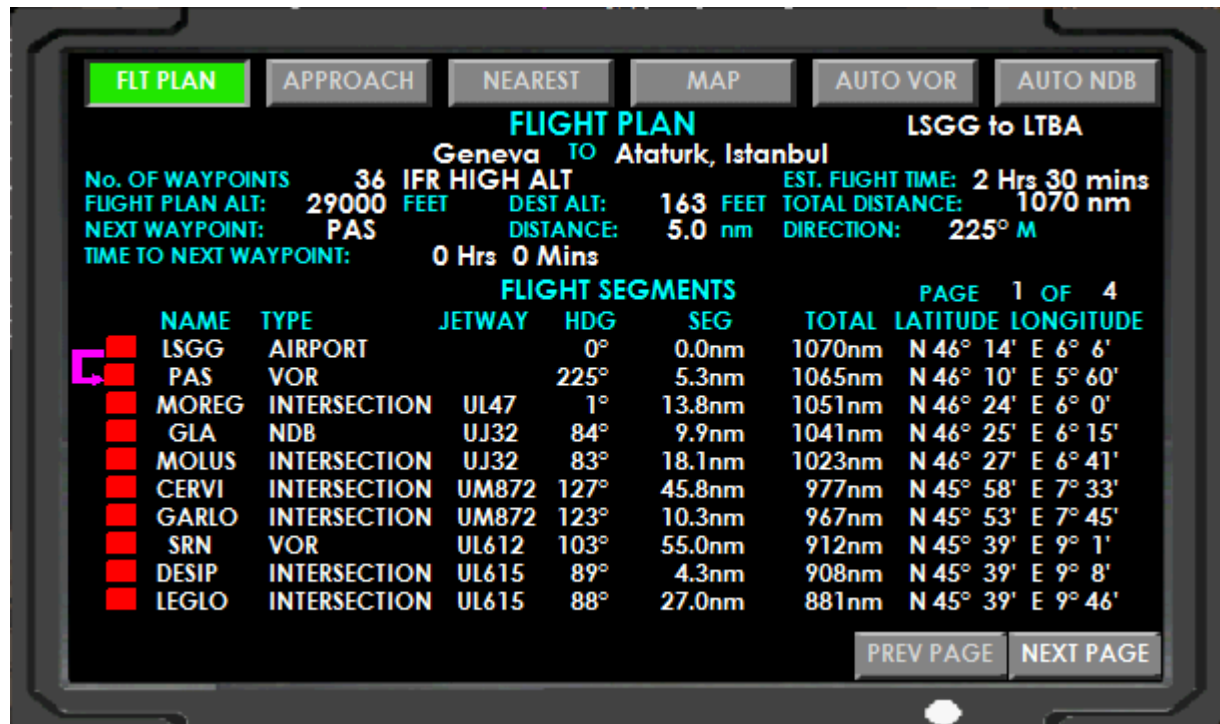 FLT PLAN APPROACH NEAREST MAP AUTO VOR AUTO NDB
FLIGHT PLAN LSGG to LTBA
Geneva TO Ataturk, Istanbul
No. OF WAYPOINTS 36 IFR HIGH ALT EST. FLIGHT TIME: 2 Hrs 30 mins
FLIGHT PLAN ALT: 29000 FEET DEST ALT: 163 FEET TOTAL DISTANCE: 1070 nm
NEXT WAYPOINT: PAS DISTANCE: 5.0 nm DIRECTION: 225° M
TIME TO NEXT WAYPOINT: 0 Hrs 0 Mins
FLIGHT SEGMENTS PAGE 1 OF 4
NAME TYPE JETWAY HDG SEG TOTAL LATITUDE LONGITUDE
LSGG AIRPORT 0° 0.0nm 1070nm N 46° 14' E 6° 6'
PAS VOR 225° 5.3nm 1065nm N 46° 10' E 5° 60'
MOREG INTERSECTION UL47 1° 13.8nm 1051nm N 46° 24' E 6° 0'
GLA NDB UJ32 84° 9.9nm 1041nm N 46° 25' E 6° 15'
MOLUS INTERSECTION UJ32 83° 18.1nm 1023nm N 46° 27' E 6° 41'
CERVI INTERSECTION UM872 127° 45.8nm 977nm N 45° 58' E 7° 33'
GARLO INTERSECTION UM872 123° 10.3nm 967nm N 45° 53' E 7° 45'
SRN VOR UL612 103° 55.0nm 912nm N 45° 39' E 9° 1'
DESIP INTERSECTION UL615 89° 4.3nm 908nm N 45° 39' E 9° 8'
LEGLO INTERSECTION UL615 88° 27.0nm 881nm N 45° 39' E 9° 46'
PREV PAGE NEXT PAGE